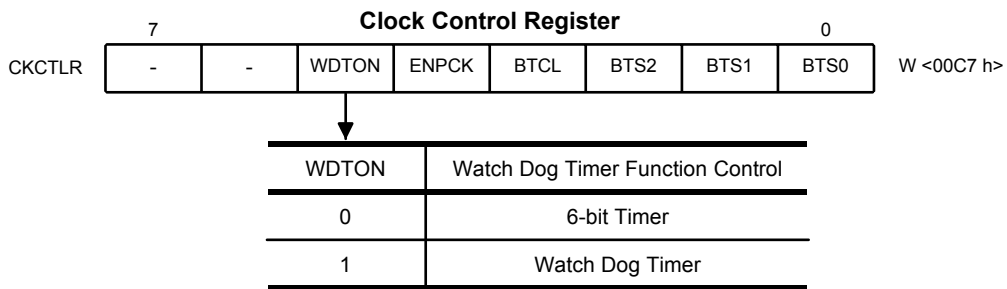 Clock Control Register
7 0
CKCTLR - - WDTON ENPCK BTCL BTS2 BTS1 BTS0 W <00C7 h>
WDTON Watch Dog Timer Function Control
0 6-bit Timer
1 Watch Dog Timer